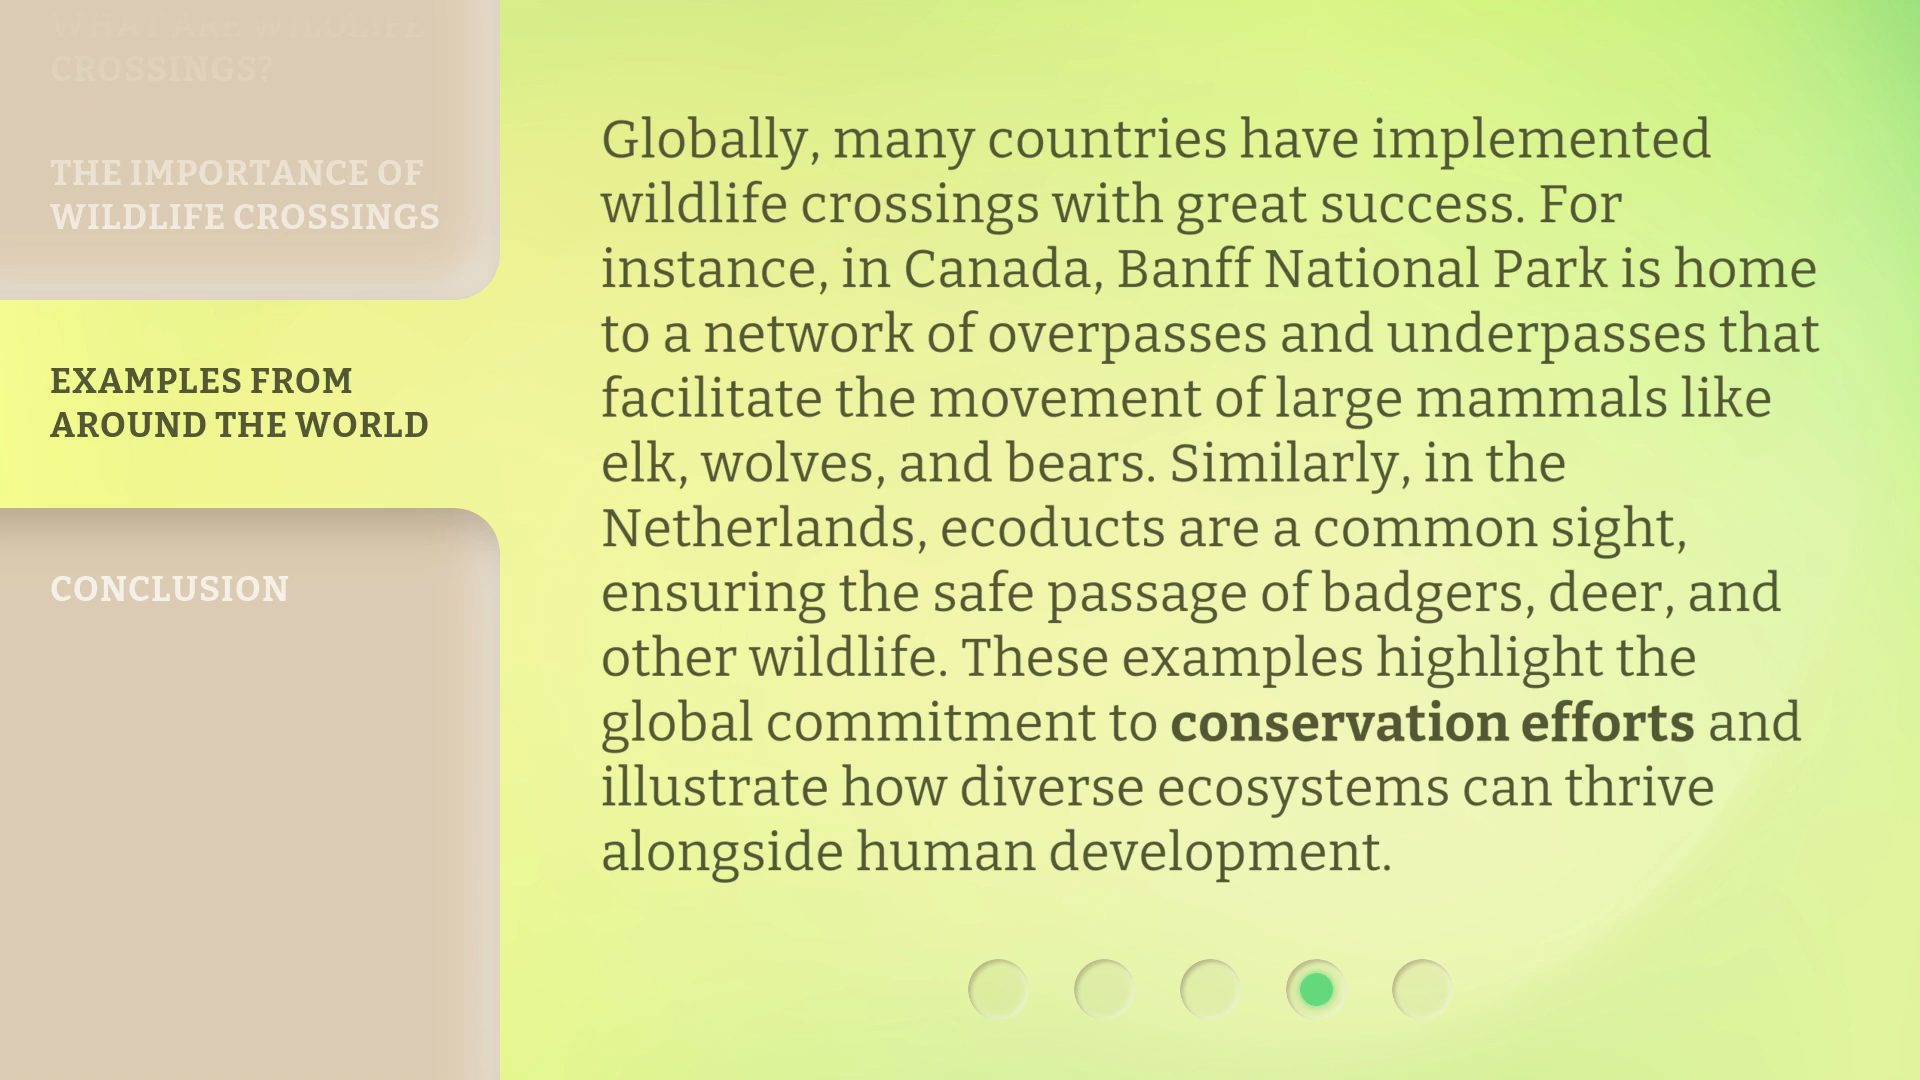 WHAT ARE WILDLIFE
CROSSINGS?
THE IMPORTANCE OF
WILDLIFE CROSSINGS
EXAMPLES FROM
AROUND THE WORLD
CONCLUSION
Globally, many countries have implemented
wildlife crossings with great success. For
instance, in Canada, Banff National Park is home
to a network of overpasses and underpasses that
facilitate the movement of large mammals like
elk, wolves, and bears. Similarly, in the
Netherlands, ecoducts are a common sight,
ensuring the safe passage of badgers, deer, and
other wildlife. These examples highlight the
global commitment to conservation efforts and
illustrate how diverse ecosystems can thrive
alongside human development.